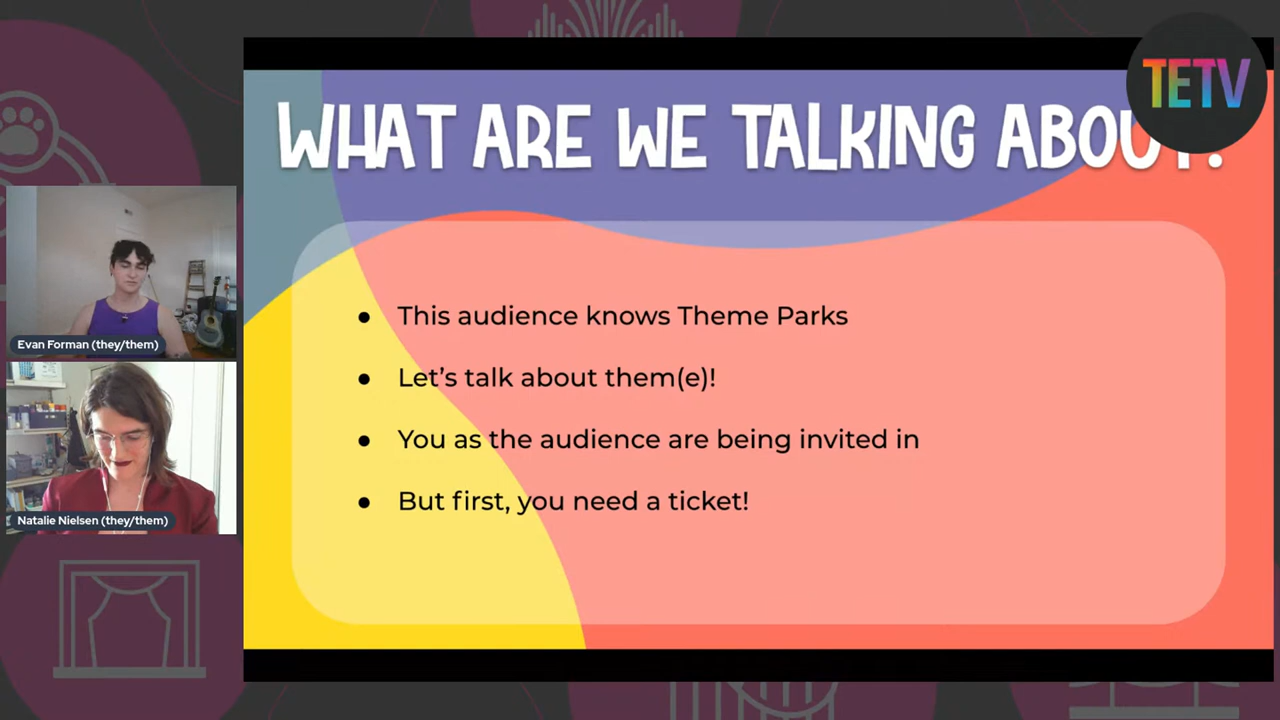 TETV
WHAT ARE WE TALKING ABOUT?
• This audience knows Theme Parks
• Let's talk about them(e)!
• You as the audience are being invited in
• But first, you need a ticket!
Evan Forman (they/them)
Natalie Nielsen (they/them)